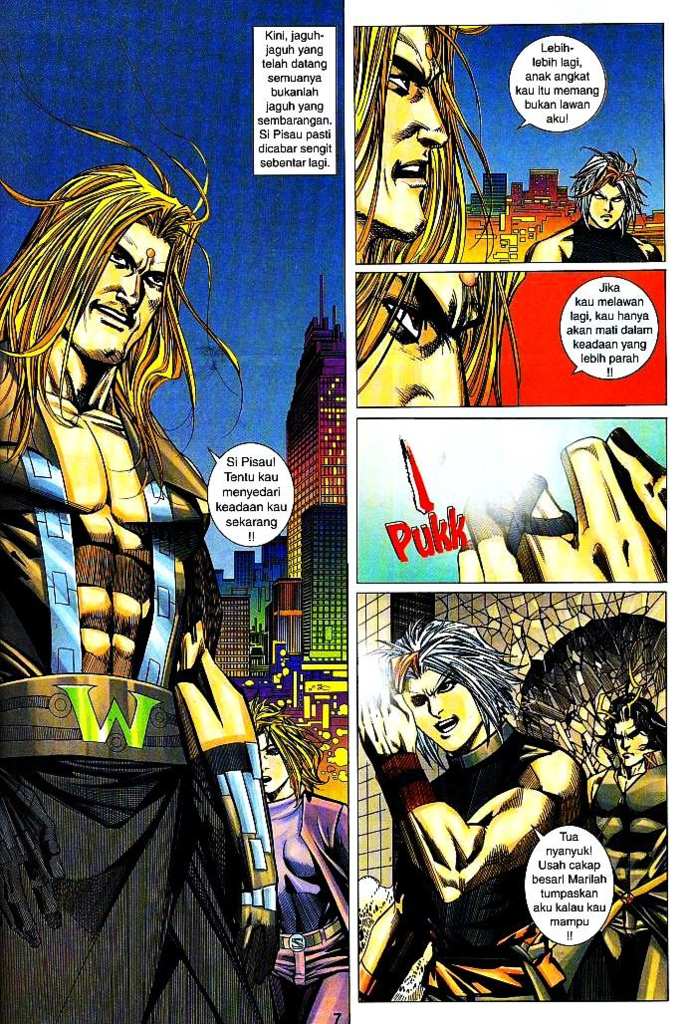 Kini, jaguh-
jaguh yang
telah datang
semuanya
bukanlah
jaguh yang
sembarangan.
Si Pisau pasti
dicabar sengit
sebentar lagi.
Si Pisau!
Tentu kau
menyedari
keadaan kau
sekarang
!!
W
S
7
Lebih-
lebih lagi,
anak angkat
kau itu memang
bukan lawan
aku!
Jika
kau melawan
lagi, kau hanya
akan mati dalam
keadaan yang
lebih parah
!!
Pukk
Tua
nyanyuk!
Usah cakap
besar! Marilah
tumpaskan
aku kalau kau
mampu
!!